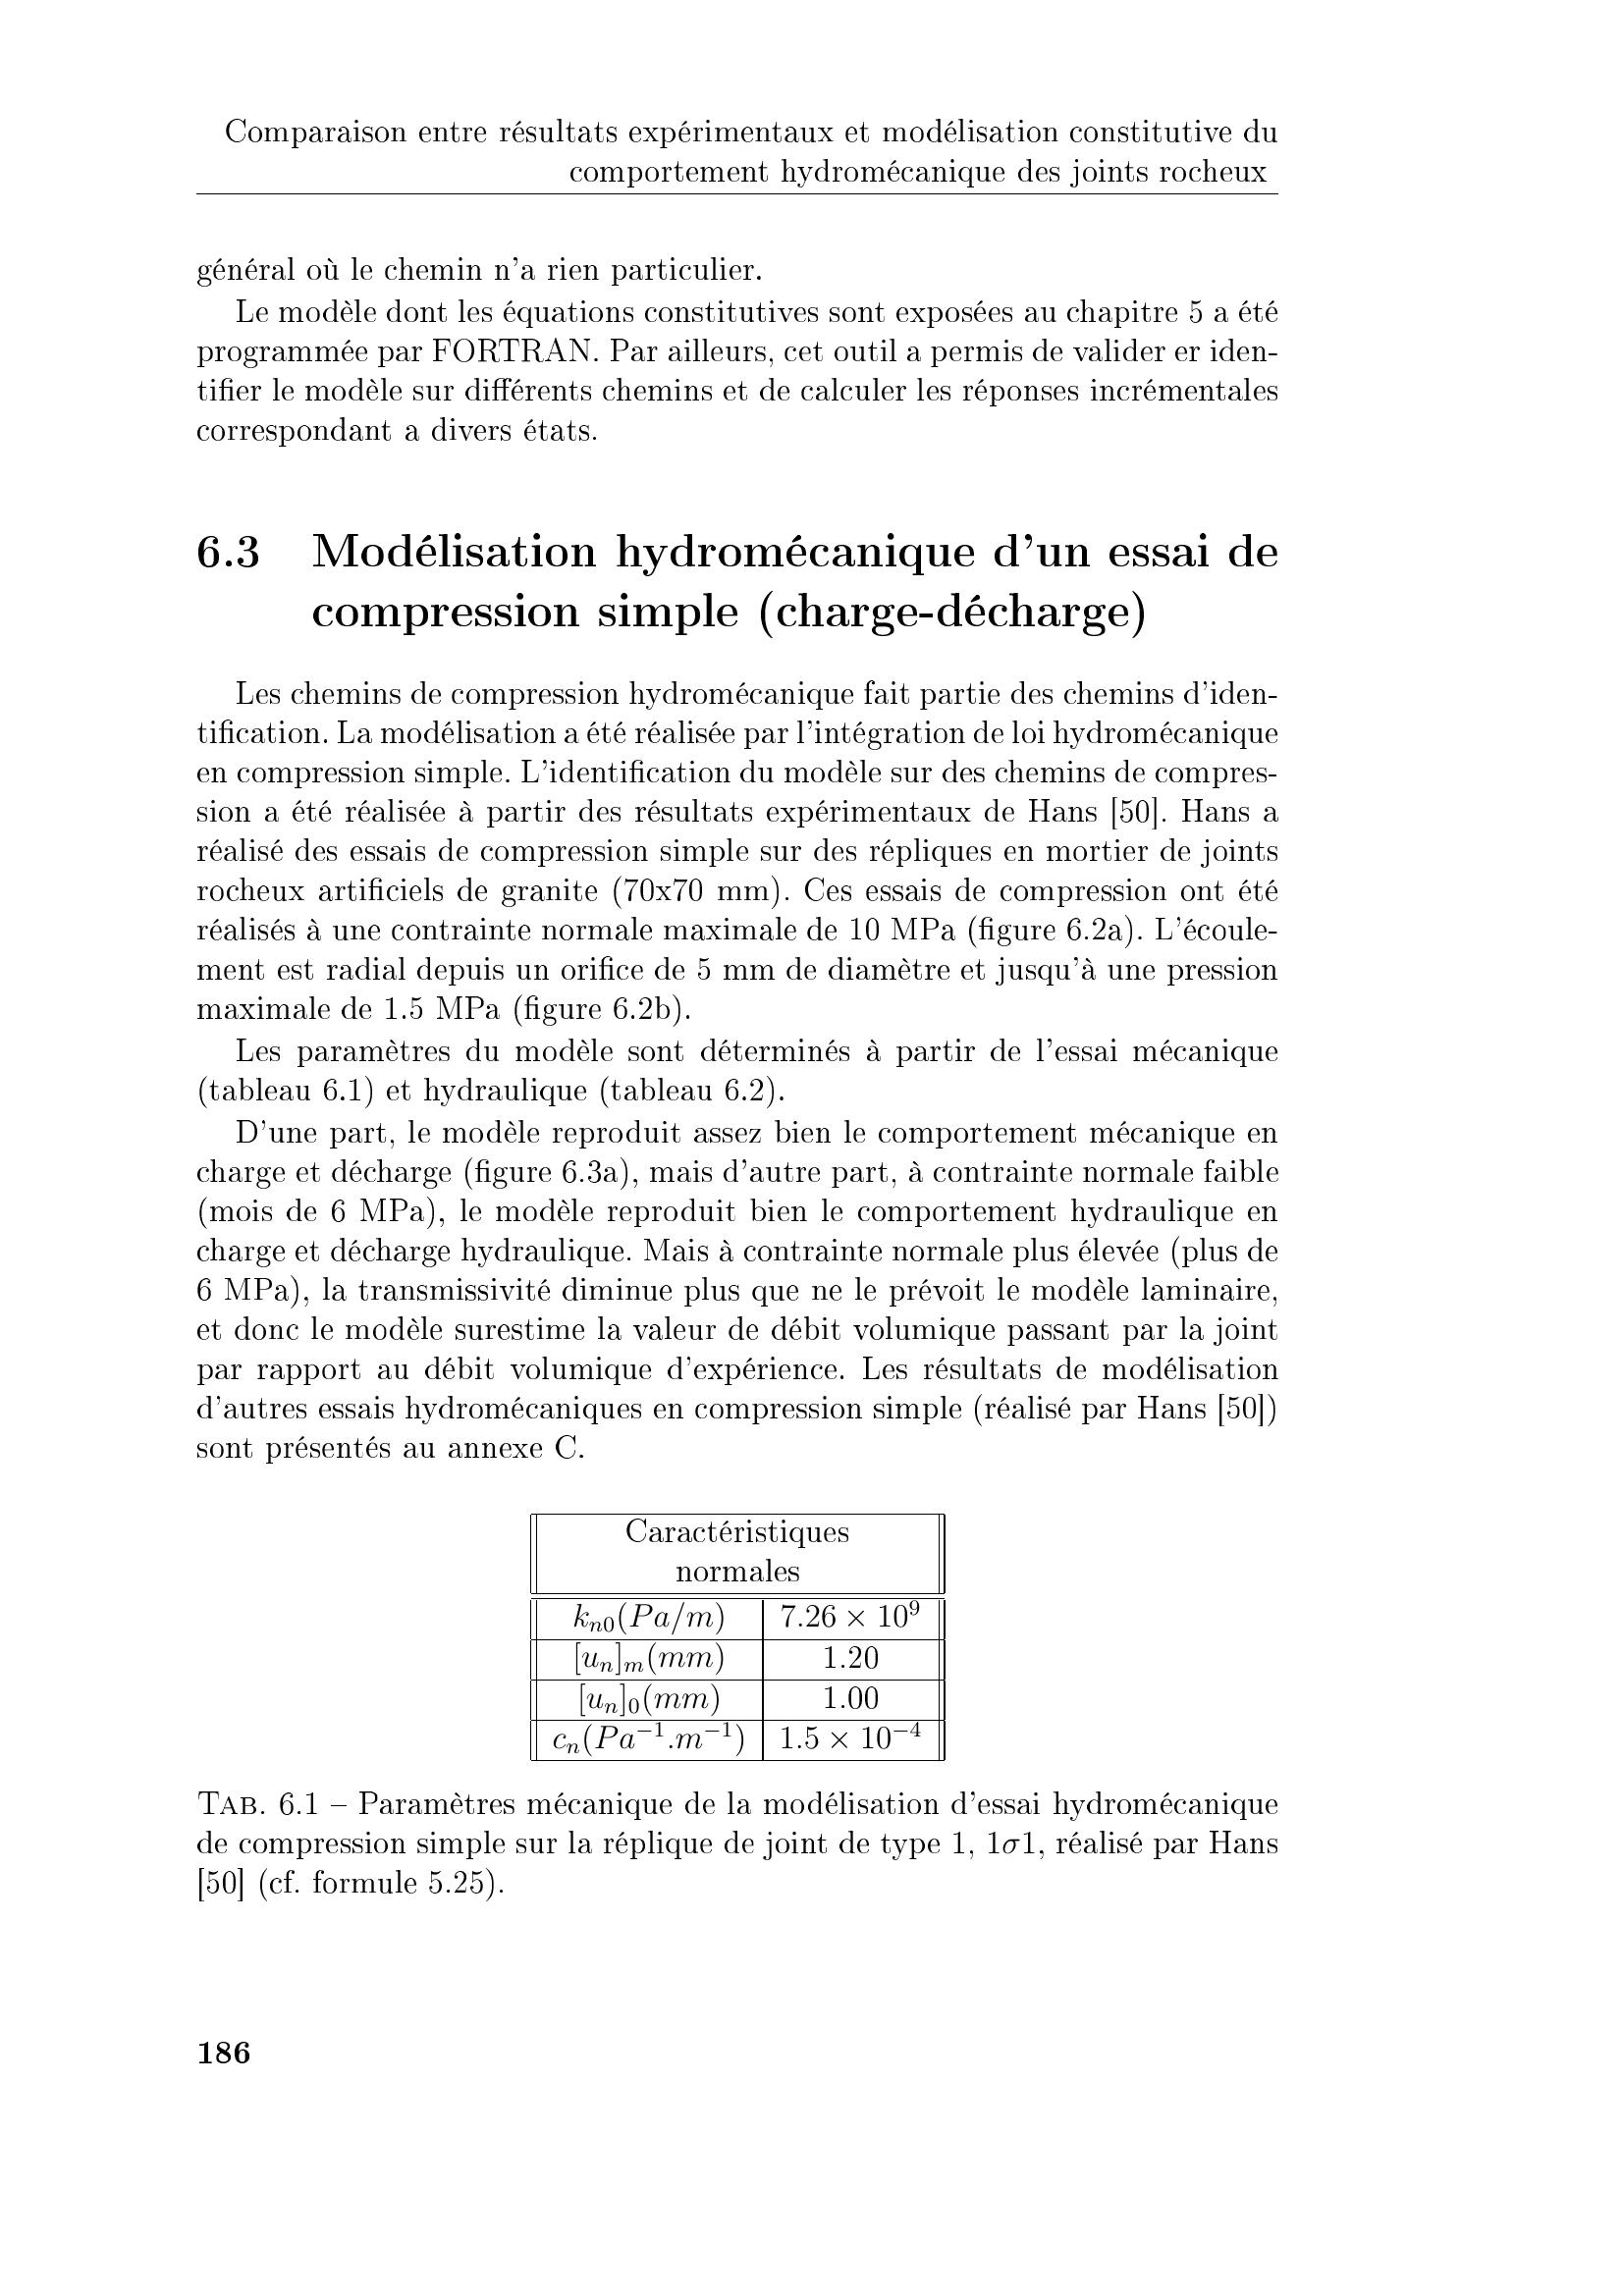 Comparaison entre résultats expérimentaux et modélisation constitutive du
comportement hydromécanique des joints rocheux
général où le chemin n'a rien particulier.
Le modèle dont les équations constitutives sont exposées au chapitre 5 a été
programmée par FORTRAN. Par ailleurs, cet outil a permis de valider er iden-
tifier le modèle sur différents chemins et de calculer les réponses incrémentales
correspondant a divers états.
6.3 Modélisation hydromécanique d'un essai de
compression simple (charge-décharge)
Les chemins de compression hydromécanique fait partie des chemins d'iden-
tification. La modélisation a été réalisée par l'intégration de loi hydromécanique
en compression simple. L'identification du modèle sur des chemins de compres-
sion a été réalisée à partir des résultats expérimentaux de Hans [50]. Hans a
réalisé des essais de compression simple sur des répliques en mortier de joints
rocheux artificiels de granite (70x70 mm). Ces essais de compression ont été
réalisés à une contrainte normale maximale de 10 MPa (figure 6.2a). L'écoule-
ment est radial depuis un orifice de 5 mm de diamètre et jusqu'à une pression
maximale de 1.5 MPa (figure 6.2b).
Les paramètres du modèle sont déterminés à partir de l'essai mécanique
(tableau 6.1) et hydraulique (tableau 6.2).
D'une part, le modèle reproduit assez bien le comportement mécanique en
charge et décharge (figure 6.3a), mais d'autre part, à contrainte normale faible
(mois de 6 MPa), le modèle reproduit bien le comportement hydraulique en
charge et décharge hydraulique. Mais à contrainte normale plus élevée (plus de
6 MPa), la transmissivité diminue plus que ne le prévoit le modèle laminaire,
et donc le modèle surestime la valeur de débit volumique passant par la joint
par rapport au débit volumique d'expérience. Les résultats de modélisation
d'autres essais hydromécaniques en compression simple (réalisé par Hans [50])
sont présentés au annexe C.
Caractéristiques
normales
$k_{n0}(Pa/m)$ $7.26 \times 10^{9}$
$[u_n]_m(mm)$ 1.20
$[u_n]_0(mm)$ 1.00
$c_n(Pa^{-1}.m^{-1})$ $1.5 \times 10^{-4}$
TAB. 6.1 – Paramètres mécanique de la modélisation d'essai hydromécanique
de compression simple sur la réplique de joint de type 1, 1σ1, réalisé par Hans
[50] (cf. formule 5.25).
186